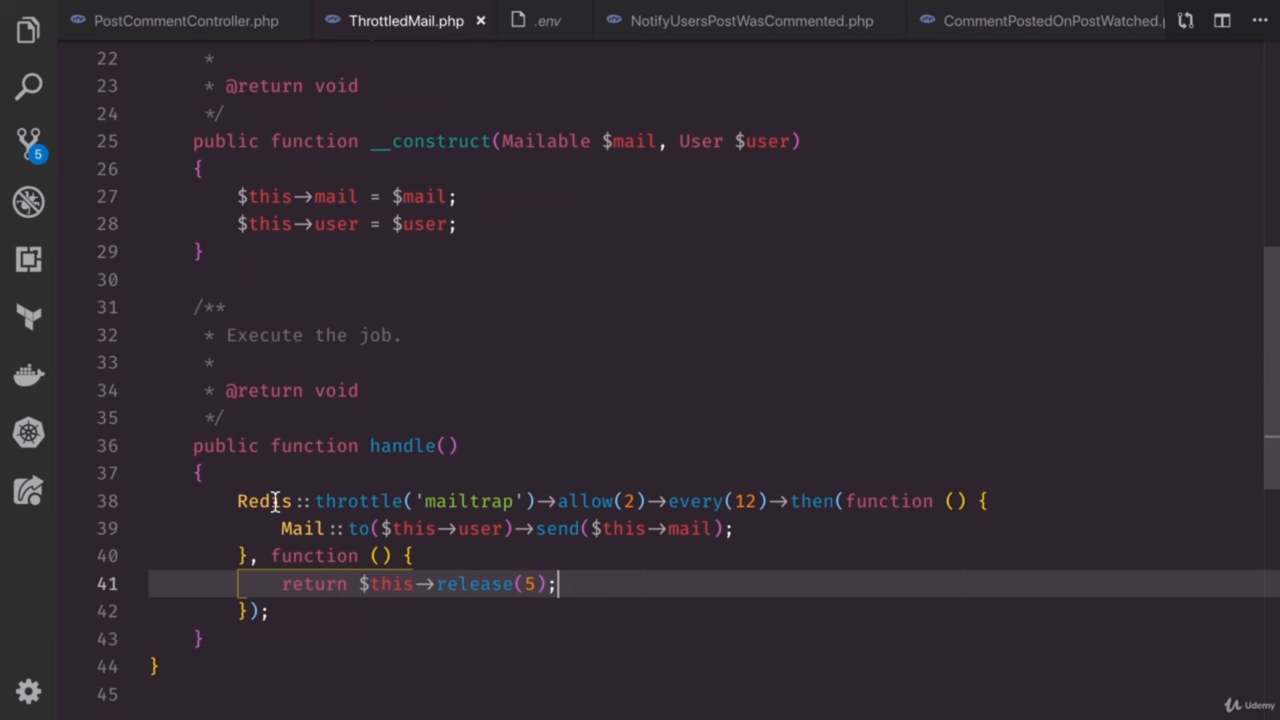 PostCommentController.php ThrottledMail.php × .env NotifyUsersPostWasCommented.php CommentPostedOnPostWatched.p ...
22 *
23 * @return void
24 */
25 public function __construct(Mailable $mail, User $user)
26 {
27 $this->mail = $mail;
28 $this->user = $user;
29 }
30
31 /**
32 * Execute the job.
33 *
34 * @return void
35 */
36 public function handle()
37 {
38 Redis::throttle('mailtrap')->allow(2)->every(12)->then(function () {
39 Mail::to($this->user)->send($this->mail);
40 }, function () {
41 return $this->release(5);
42 });
43 }
44 }
45
5
Udemy